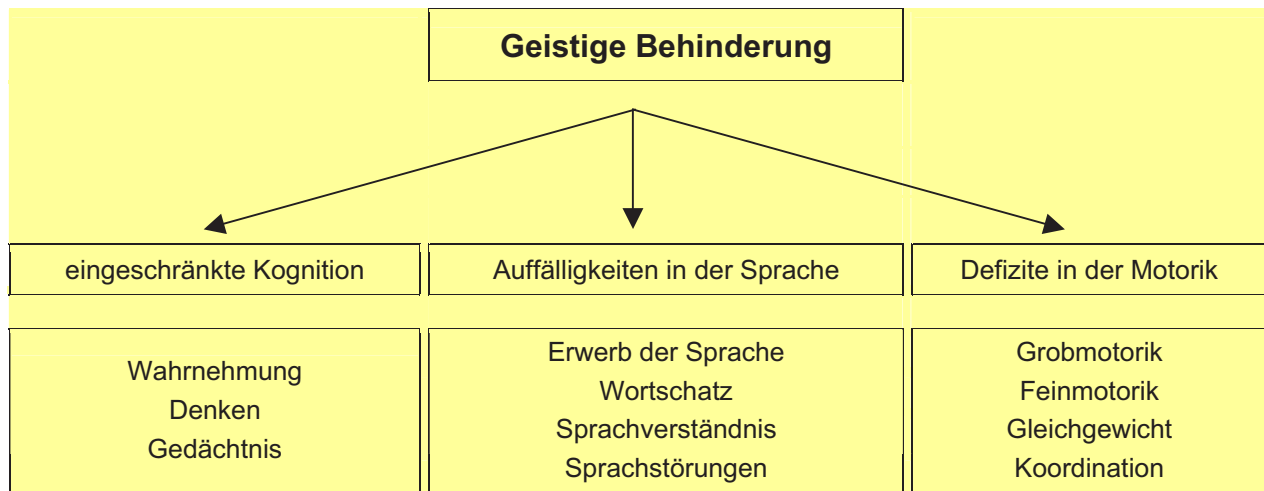 Geistige Behinderung
eingeschränkte Kognition
Auffälligkeiten in der Sprache
Defizite in der Motorik
Wahrnehmung
Denken
Gedächtnis
Erwerb der Sprache
Wortschatz
Sprachverständnis
Sprachstörungen
Grobmotorik
Feinmotorik
Gleichgewicht
Koordination